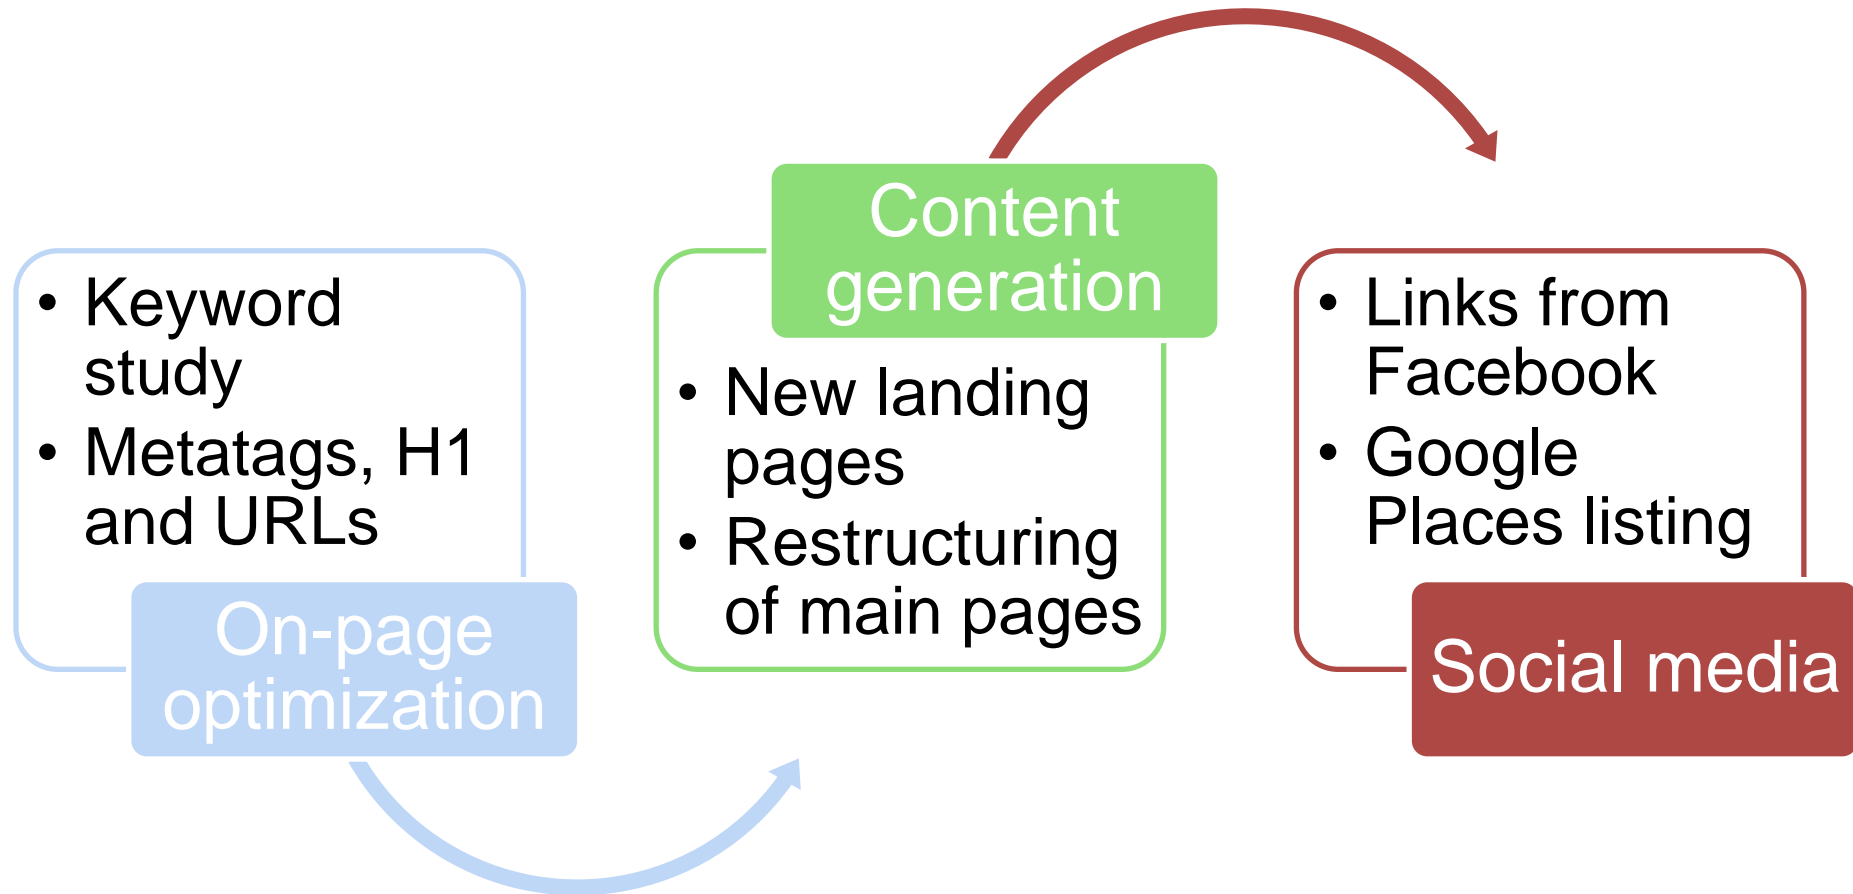 • Keyword
study
• Metatags, H1
and URLs
On-page
optimization
Content
generation
• New landing
pages
• Restructuring
of main pages
• Links from
Facebook
• Google
Places listing
Social media